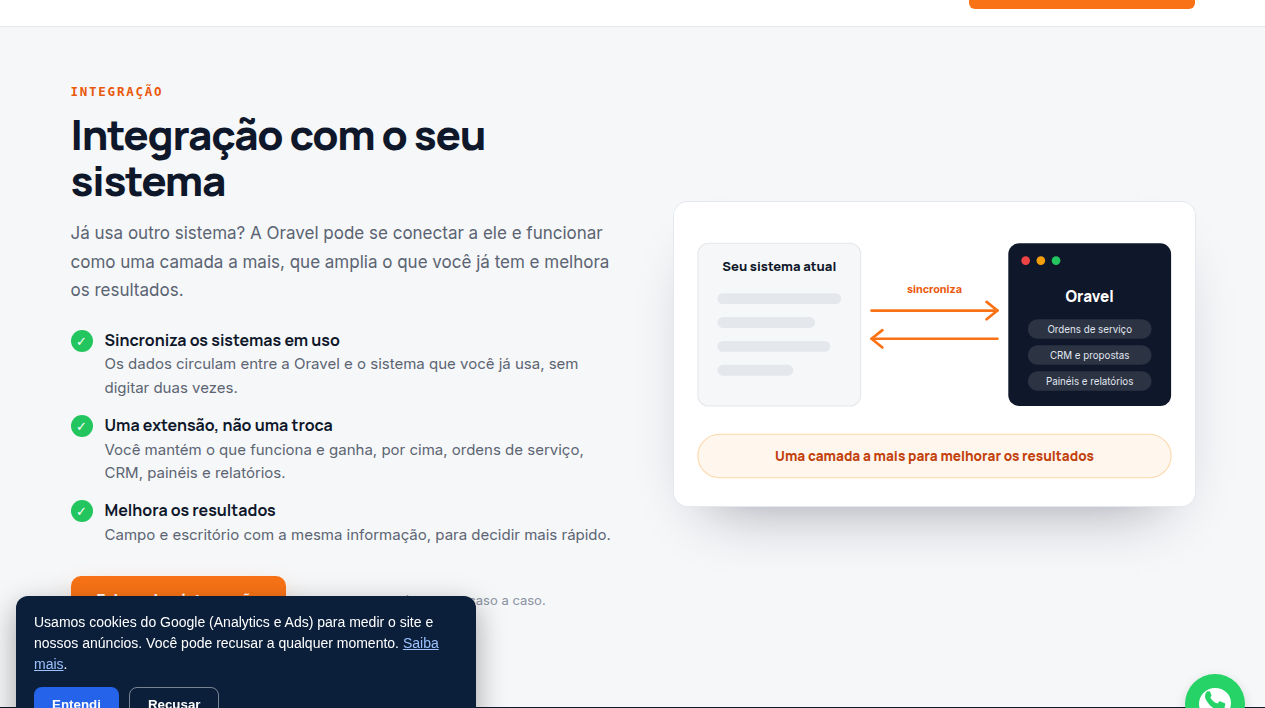 INTEGRAÇÃO
Integração com o seu
sistema
Já usa outro sistema? A Oravel pode se conectar a ele e funcionar
como uma camada a mais, que amplia o que você já tem e melhora
os resultados.
✓ Sincroniza os sistemas em uso
Os dados circulam entre a Oravel e o sistema que você já usa, sem
digitar duas vezes.
✓ Uma extensão, não uma troca
Você mantém o que funciona e ganha, por cima, ordens de serviço,
CRM, painéis e relatórios.
✓ Melhora os resultados
Campo e escritório com a mesma informação, para decidir mais rápido.
Seu sistema atual
sincroniza
Oravel
Ordens de serviço
CRM e propostas
Painéis e relatórios
Uma camada a mais para melhorar os resultados
a caso.
Usamos cookies do Google (Analytics e Ads) para medir o site e
nossos anúncios. Você pode recusar a qualquer momento. Saiba
mais.
Entendi
Recusar